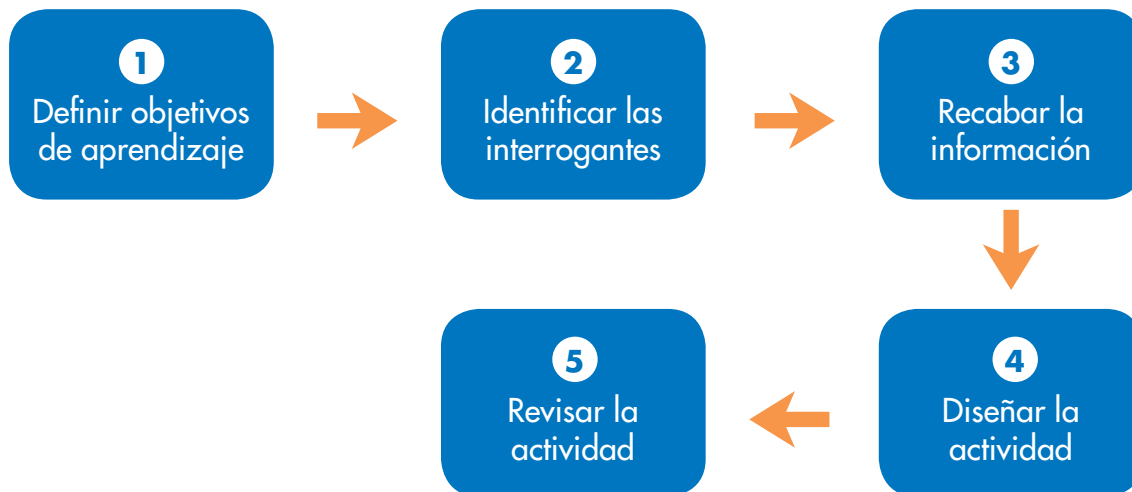 1
Definir objetivos
de aprendizaje
2
Identificar las
interrogantes
3
Recabar la
información
4
Diseñar la
actividad
5
Revisar la
actividad